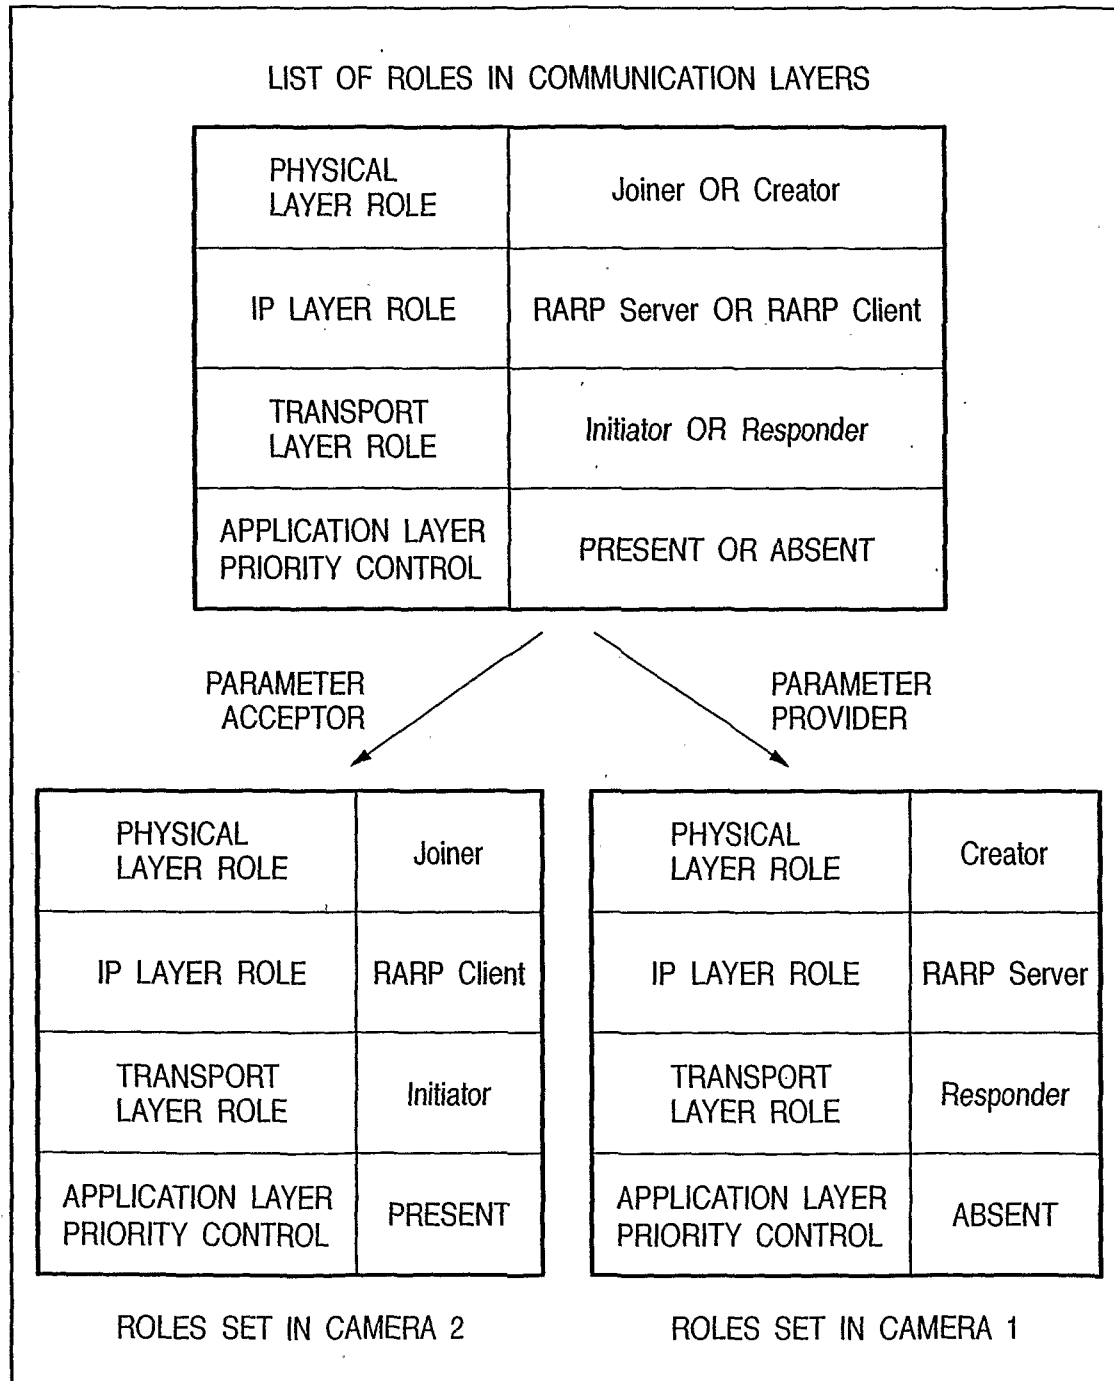 LIST OF ROLES IN COMMUNICATION LAYERS
PHYSICAL
LAYER ROLE
Joiner OR Creator
IP LAYER ROLE
RARP Server OR RARP Client
TRANSPORT
LAYER ROLE
Initiator OR Responder
APPLICATION LAYER
PRIORITY CONTROL
PRESENT OR ABSENT
PARAMETER
ACCEPTOR
PARAMETER
PROVIDER
PHYSICAL
LAYER ROLE
Joiner
IP LAYER ROLE
RARP Client
TRANSPORT
LAYER ROLE
Initiator
APPLICATION LAYER
PRIORITY CONTROL
PRESENT
ROLES SET IN CAMERA 2
PHYSICAL
LAYER ROLE
Creator
IP LAYER ROLE
RARP Server
TRANSPORT
LAYER ROLE
Responder
APPLICATION LAYER
PRIORITY CONTROL
ABSENT
ROLES SET IN CAMERA 1